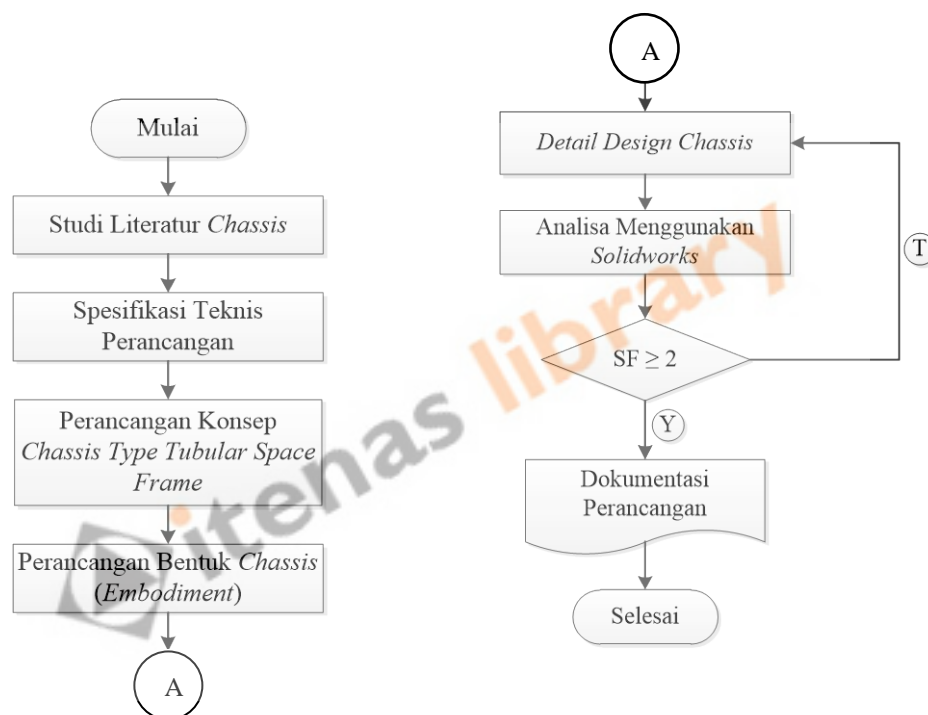 Mulai
Studi Literatur Chassis
Spesifikasi Teknis
Perancangan
Perancangan Konsep
Chassis Type Tubular Space
Frame
Perancangan Bentuk Chassis
(Embodiment)
A
A
Detail Design Chassis
Analisa Menggunakan
Solidworks
SF ≥ 2
T
Y
Dokumentasi
Perancangan
Selesai
itenas library